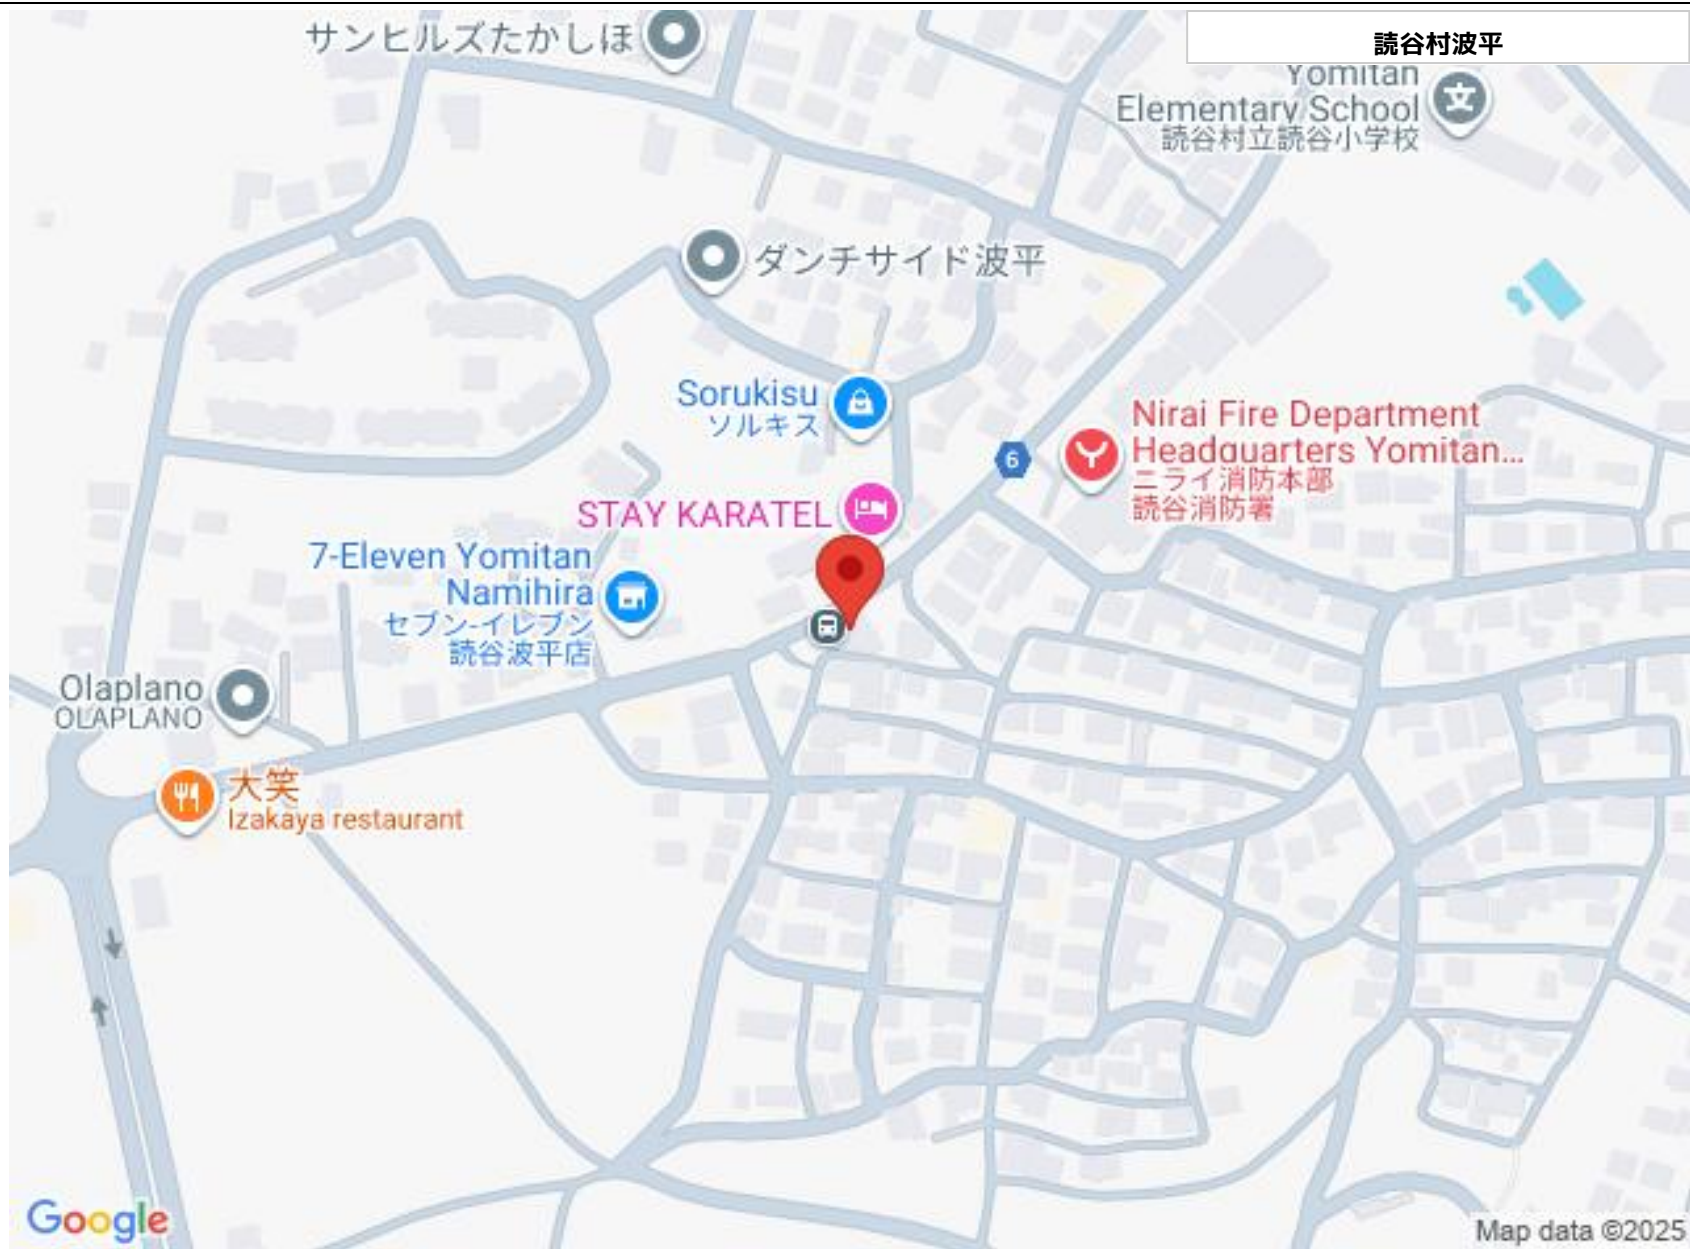 サンヒルズたかしほ
読谷村波平
Yomitan
Elementary School
読谷村立読谷小学校
文
ダンチサイド波平
Sorukisu
ソルキス
6
Nirai Fire Department
Headquarters Yomitan...
ニライ消防本部
読谷消防署
STAY KARATEL
7-Eleven Yomitan
Namihira
セブン-イレブン
読谷波平店
Olaplano
OLAPLANO
大笑
Izakaya restaurant
Google
Map data ©2025